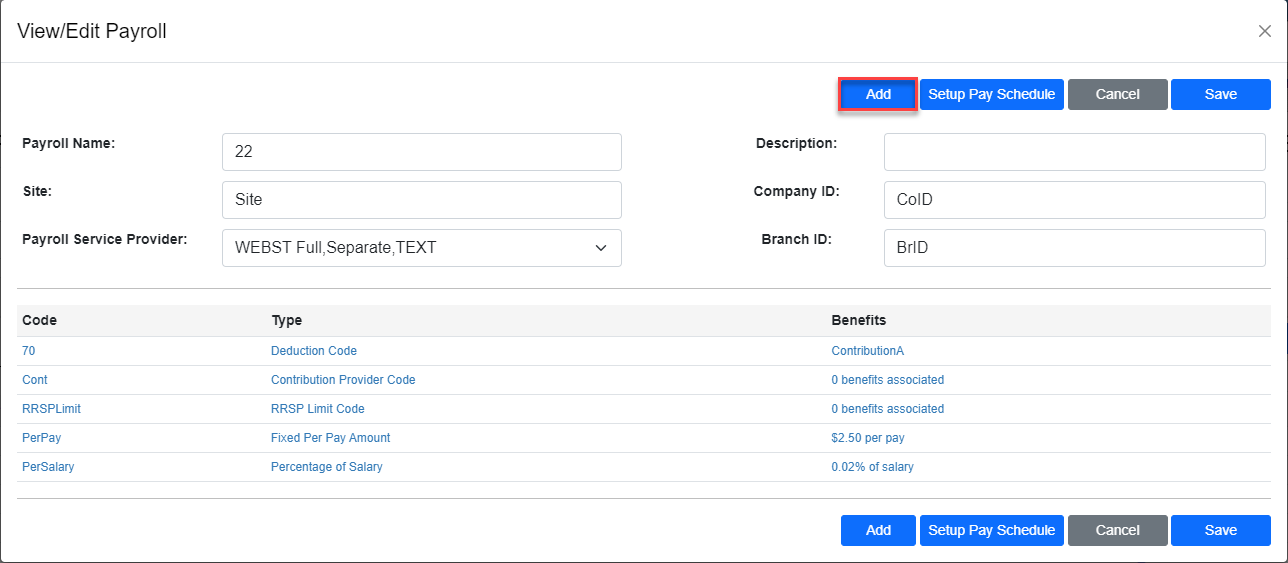 View/Edit Payroll
Add Setup Pay Schedule Cancel Save
Payroll Name: 22 Description:
Site: Site Company ID: CoID
Payroll Service Provider: WEBST Full,Separate,TEXT Branch ID: BrID
Code Type Benefits
70 Deduction Code ContributionA
Cont Contribution Provider Code 0 benefits associated
RRSPLimit RRSP Limit Code 0 benefits associated
PerPay Fixed Per Pay Amount $2.50 per pay
PerSalary Percentage of Salary 0.02% of salary
Add Setup Pay Schedule Cancel Save